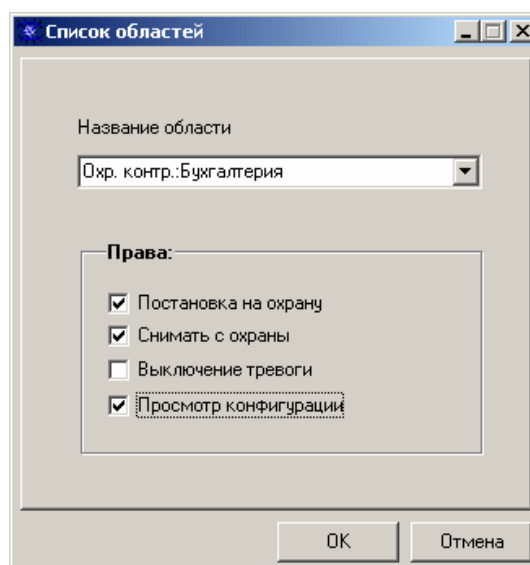 Список областей
Название области
Охр. контр.:Бухгалтерия
Права:
Постановка на охрану
Снимать с охраны
Выключение тревоги
Просмотр конфигурации
OK
Отмена